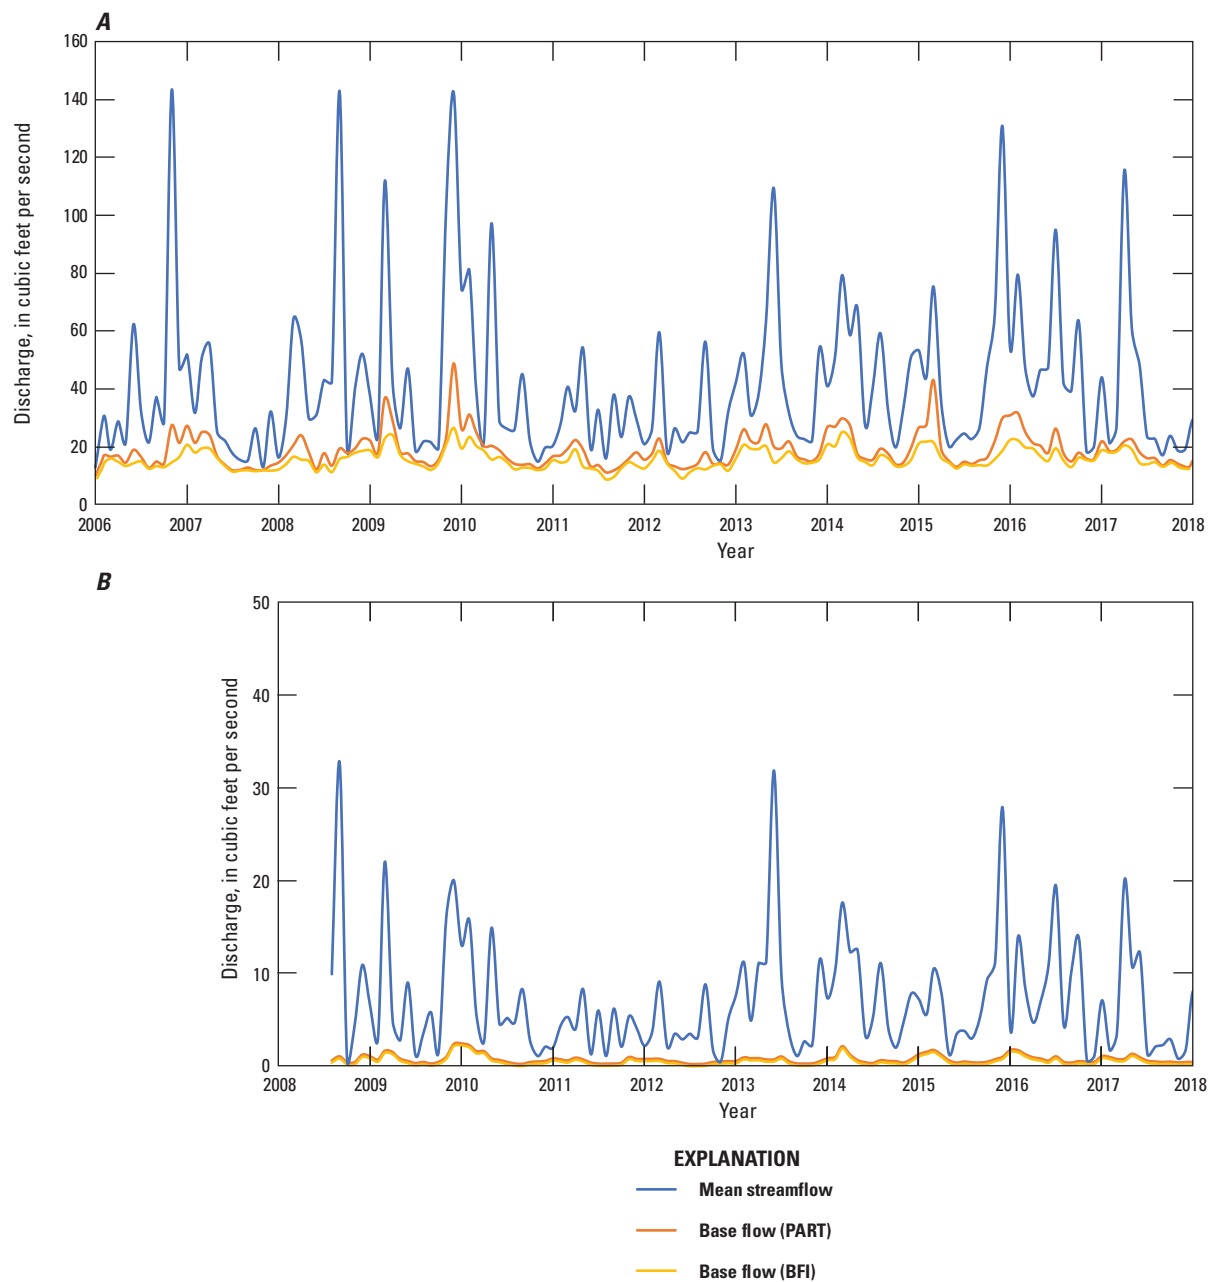 A
160
140
120
100
80
60
40
20
0
Discharge, in cubic feet per second
2006 2007 2008 2009 2010 2011 2012 2013 2014 2015 2016 2017 2018
Year
B
50
40
30
20
10
0
Discharge, in cubic feet per second
2008 2009 2010 2011 2012 2013 2014 2015 2016 2017 2018
Year
EXPLANATION
Mean streamflow
Base flow (PART)
Base flow (BFI)